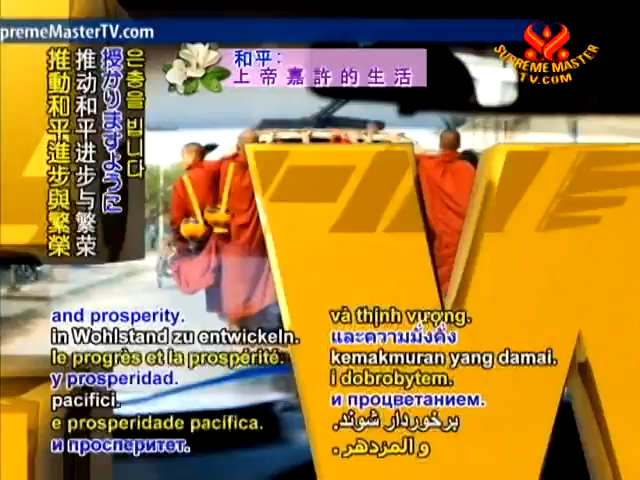 premeMasterTV.com
SUPREME MASTER
TV.COM
和平:
上帝嘉許的生活
은총을 빕니다
授かりますように
推动和平进步与繁荣
推動和平進步與繁榮
and prosperity.
in Wohlstand zu entwickeln.
le progrès et la prospérité.
y prosperidad.
pacifici.
e prosperidade pacífica.
и просперитет.
và thịnh vượng.
และความมั่งคั่ง
kemakmuran yang damai.
i dobrobytem.
и процветанием.
برخوردار شوند.
و المزدهر.